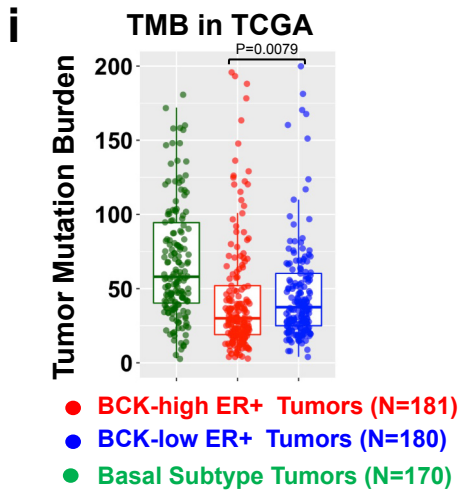 i
TMB in TCGA
P=0.0079
Tumor Mutation Burden
200
150
100
50
0
BCK-high ER+ Tumors (N=181)
BCK-low ER+ Tumors (N=180)
Basal Subtype Tumors (N=170)